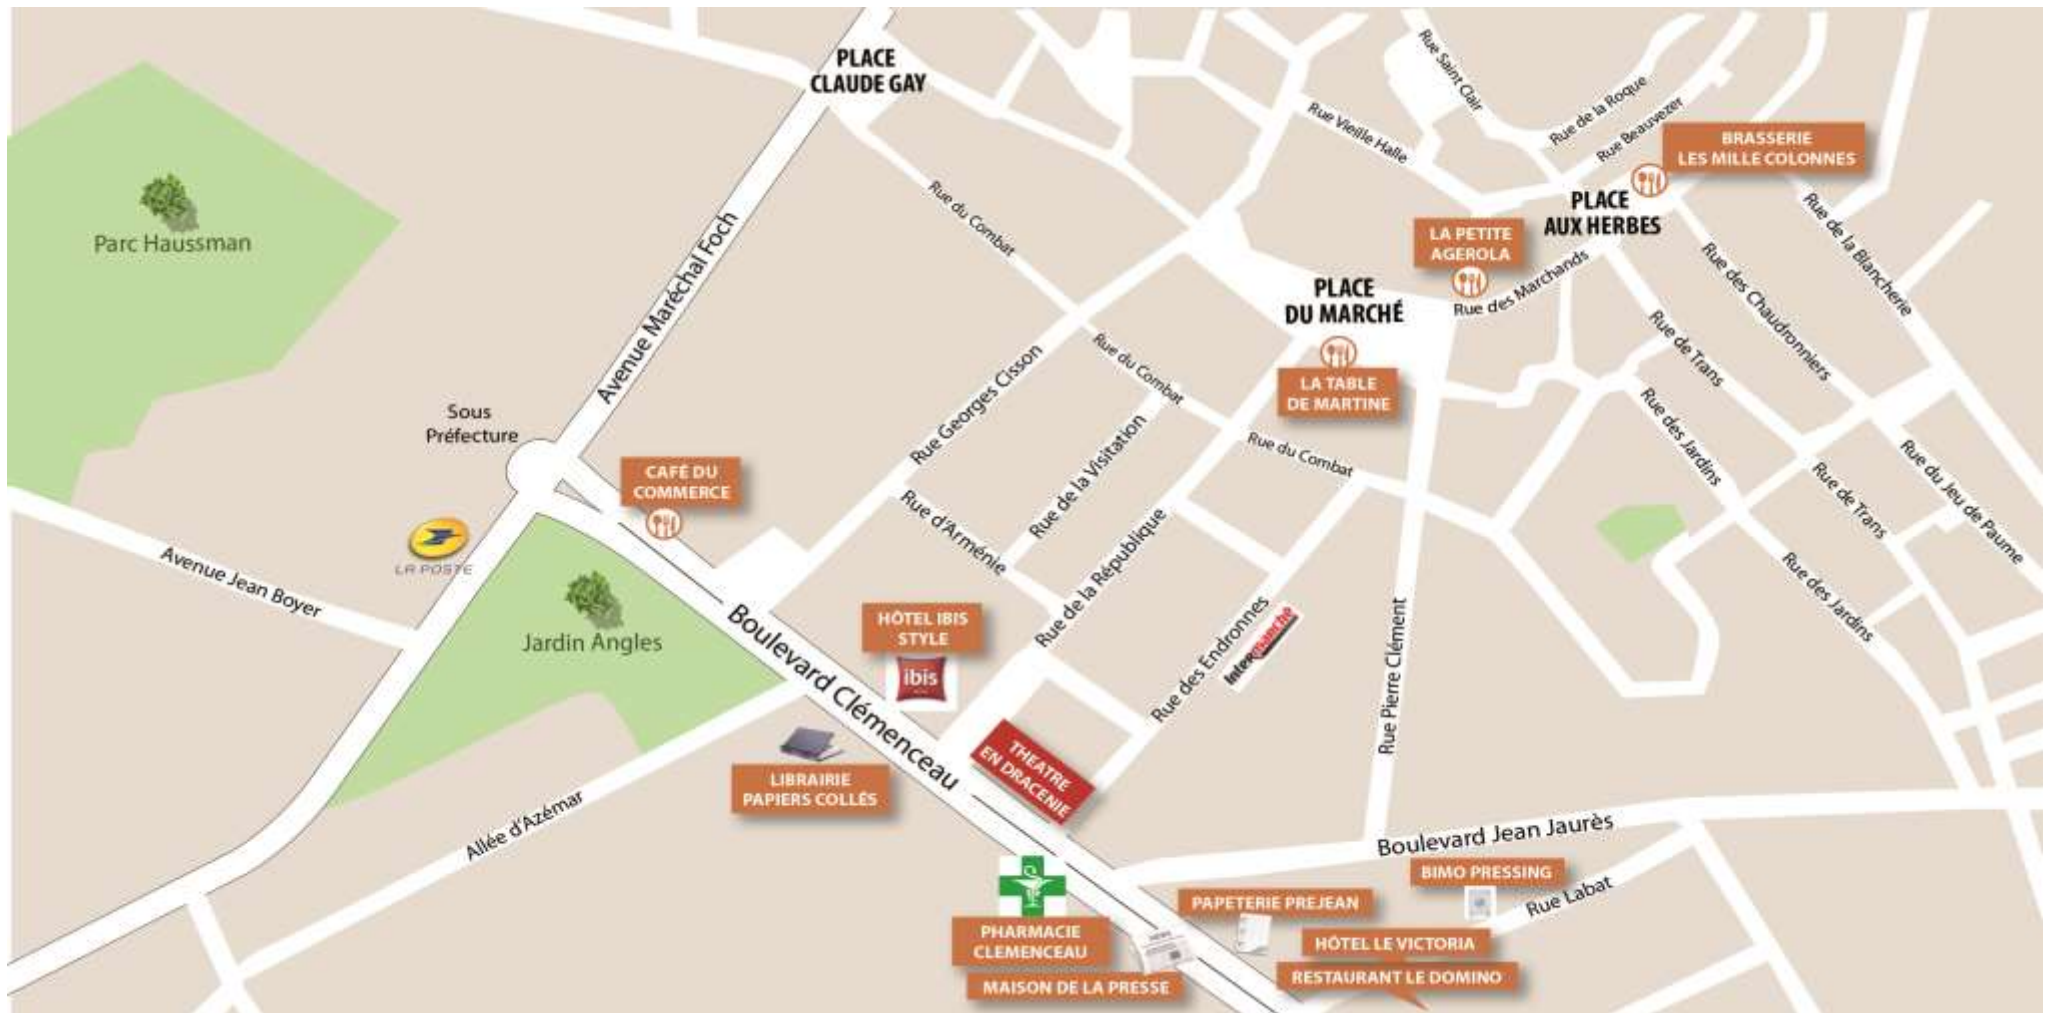 PLACE
CLAUDE GAY
Rue Saint Clair
Rue de la Roque
Rue Beauvezer
Rue Vieille Halle
BRASSERIE
LES MILLE COLONNES
PLACE
AUX HERBES
Rue de la Blancherie
Rue du Combat
Parc Haussman
Avenue Maréchal Foch
LA PETITE
AGEROLA
Rue des Marchands
Rue des Chaudronniers
PLACE
DU MARCHÉ
Rue de Trans
Rue du Combat
Rue Georges Cisson
LA TABLE
DE MARTINE
Rue des Jardins
Sous
Préfecture
Rue de la Visitation
Rue du Combat
Rue du Jeu de Paume
Rue de Trans
CAFÉ DU
COMMERCE
Rue d'Arménie
Rue de la République
LA POSTE
Avenue Jean Boyer
Jardin Angles
Rue des Jardins
Boulevard Clémenceau
HÔTEL IBIS
STYLE
ibis
Rue des Endronnes
Intermarché
Rue Pierre Clément
THEATRE
EN DRACENIE
LIBRAIRIE
PAPIERS COLLÉS
Allée d'Azémar
Boulevard Jean Jaurès
BIMO PRESSING
Rue Labat
PAPETERIE PREJEAN
PHARMACIE
CLEMENCEAU
HÔTEL LE VICTORIA
RESTAURANT LE DOMINO
MAISON DE LA PRESSE